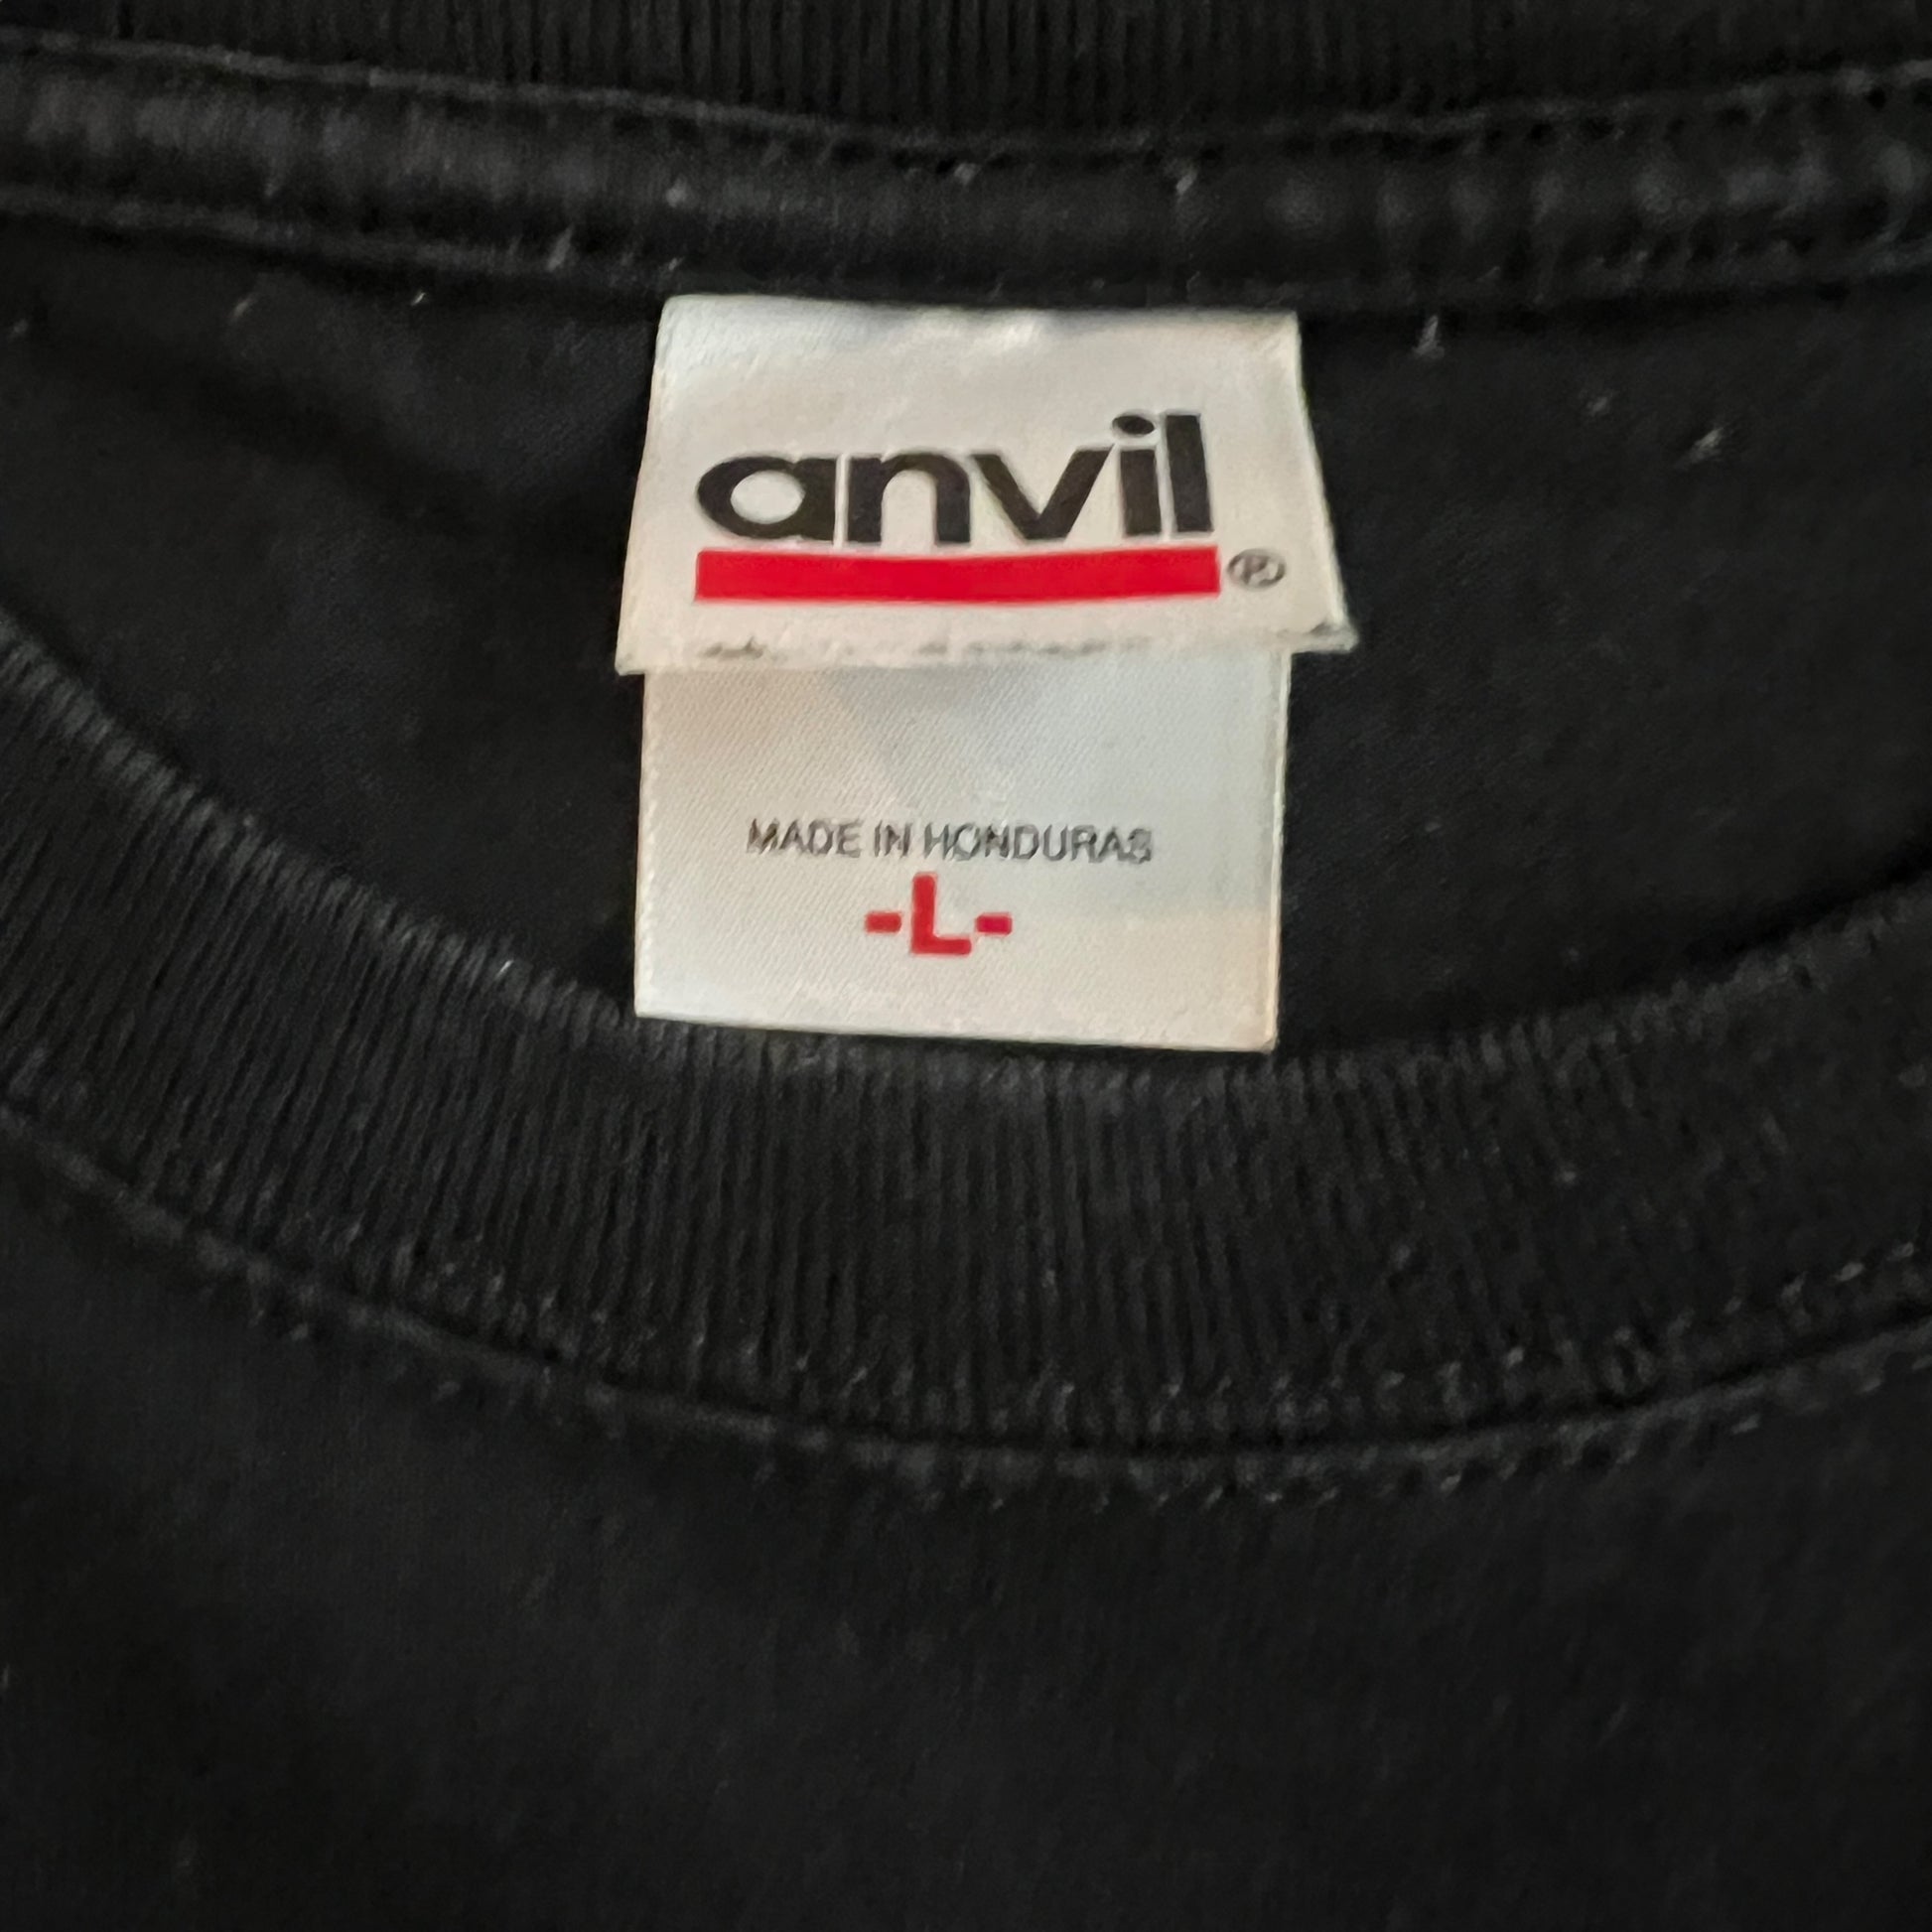 anvil
®
MADE IN HONDURAS
-L-